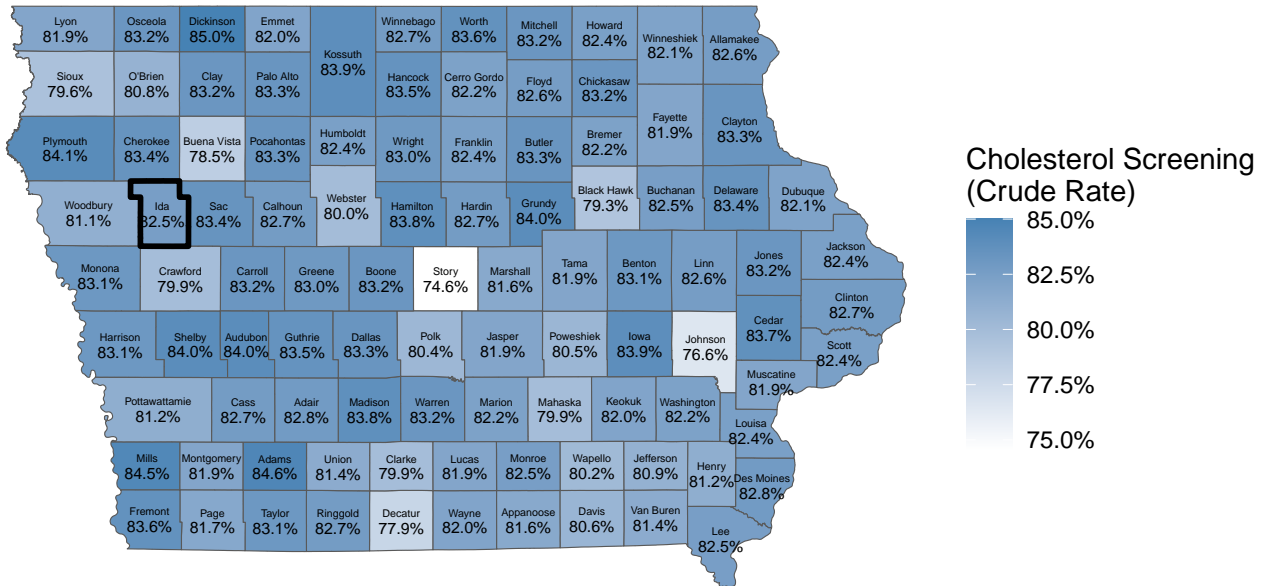 Lyon
81.9%
Osceola
83.2%
Dickinson
85.0%
Emmet
82.0%
Kossuth
83.9%
Winnebago
82.7%
Worth
83.6%
Mitchell
83.2%
Howard
82.4%
Winneshiek
82.1%
Allamakee
82.6%
Sioux
79.6%
O'Brien
80.8%
Clay
83.2%
Palo Alto
83.3%
Hancock
83.5%
Cerro Gordo
82.2%
Floyd
82.6%
Chickasaw
83.2%
Fayette
81.9%
Clayton
83.3%
Plymouth
84.1%
Cherokee
83.4%
Buena Vista
78.5%
Pocahontas
83.3%
Humboldt
82.4%
Wright
83.0%
Franklin
82.4%
Butler
83.3%
Bremer
82.2%
Woodbury
81.1%
Ida
82.5%
Sac
83.4%
Calhoun
82.7%
Webster
80.0%
Hamilton
83.8%
Hardin
82.7%
Grundy
84.0%
Black Hawk
79.3%
Buchanan
82.5%
Delaware
83.4%
Dubuque
82.1%
Monona
83.1%
Crawford
79.9%
Carroll
83.2%
Greene
83.0%
Boone
83.2%
Story
74.6%
Marshall
81.6%
Tama
81.9%
Benton
83.1%
Linn
82.6%
Jones
83.2%
Jackson
82.4%
Clinton
82.7%
Harrison
83.1%
Shelby
84.0%
Audubon
84.0%
Guthrie
83.5%
Dallas
83.3%
Polk
80.4%
Jasper
81.9%
Poweshiek
80.5%
Iowa
83.9%
Johnson
76.6%
Cedar
83.7%
Scott
82.4%
Muscatine
81.9%
Pottawattamie
81.2%
Cass
82.7%
Adair
82.8%
Madison
83.8%
Warren
83.2%
Marion
82.2%
Mahaska
79.9%
Keokuk
82.0%
Washington
82.2%
Louisa
82.4%
Mills
84.5%
Montgomery
81.9%
Adams
84.6%
Union
81.4%
Clarke
79.9%
Lucas
81.9%
Monroe
82.5%
Wapello
80.2%
Jefferson
80.9%
Henry
81.2%
Des Moines
82.8%
Fremont
83.6%
Page
81.7%
Taylor
83.1%
Ringgold
82.7%
Decatur
77.9%
Wayne
82.0%
Appanoose
81.6%
Davis
80.6%
Van Buren
81.4%
Lee
82.5%
Cholesterol Screening
(Crude Rate)
85.0%
82.5%
80.0%
77.5%
75.0%